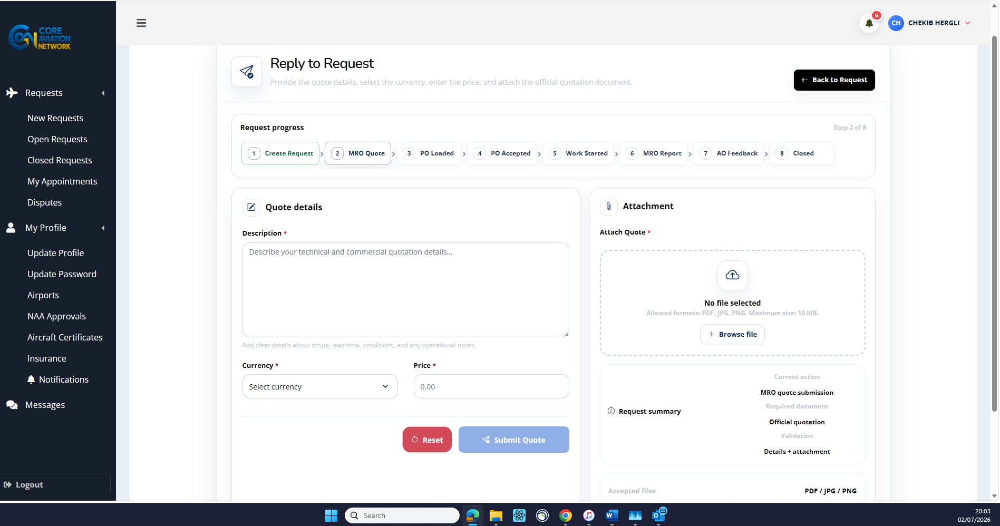 CORE
AVIATION
NETWORK
6
CH
CHEKIB HERGLI
Requests
New Requests
Open Requests
Closed Requests
My Appointments
Disputes
My Profile
Update Profile
Update Password
Airports
NAA Approvals
Aircraft Certificates
Insurance
Notifications
Messages
Logout
Reply to Request
Provide the quote details, select the currency, enter the price, and attach the official quotation document.
← Back to Request
Request progress
Step 2 of 8
1 Create Request › 2 MRO Quote › 3 PO Loaded › 4 PO Accepted › 5 Work Started › 6 MRO Report › 7 AO Feedback › 8 Closed
Quote details
Description *
Describe your technical and commercial quotation details...
Add clear details about scope, lead time, conditions, and any operational notes.
Currency *
Select currency
Price *
0.00
Reset
Submit Quote
Attachment
Attach Quote *
No file selected
Allowed formats: PDF, JPG, PNG. Maximum size: 10 MB.
+ Browse file
Request summary
Current action
MRO quote submission
Required document
Official quotation
Validation
Details + attachment
Accepted files
PDF / JPG / PNG
Search
20:03
02/07/2026